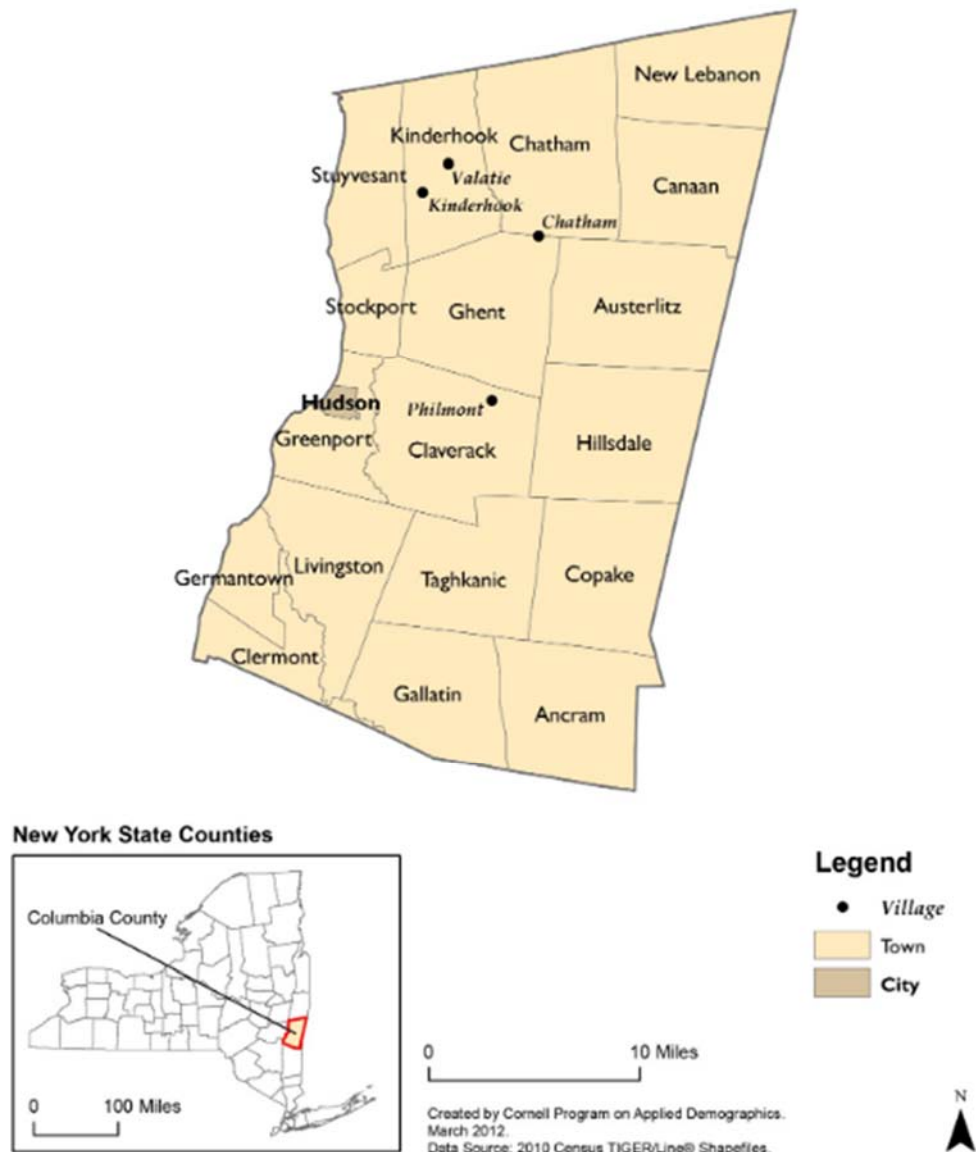 New Lebanon
Kinderhook
Chatham
Stuyvesant
Valatie
Canaan
Kinderhook
Chatham
Stockport
Ghent
Austerlitz
Hudson
Philmont
Greenport
Claverack
Hillsdale
Germantown
Livingston
Taghkanic
Copake
Clermont
Gallatin
Ancram
New York State Counties
Columbia County
0
100 Miles
0
10 Miles
Created by Cornell Program on Applied Demographics.
March 2012.
Data Source: 2010 Census TIGER/Line® Shapefiles.
Legend
Village
Town
City
N